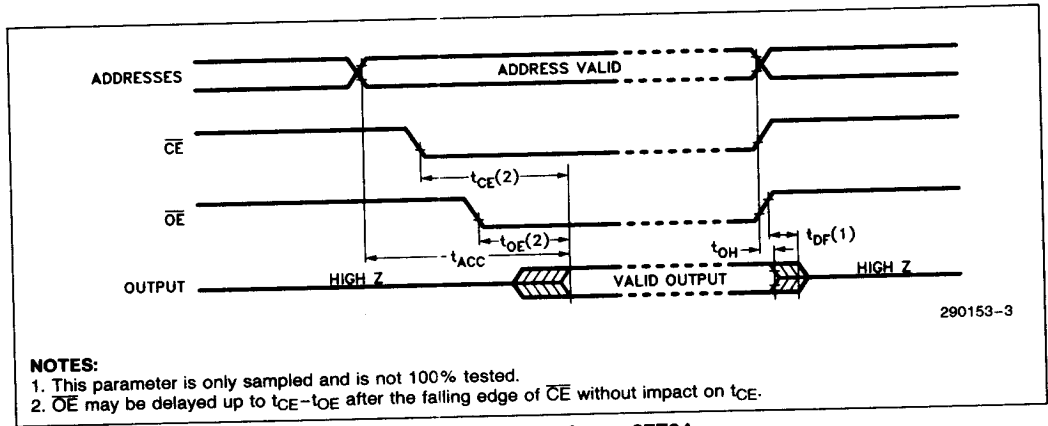 ADDRESSES
ADDRESS VALID
CE
tCE(2)
OE
tOE(2)
tACC
tOH
tDF(1)
OUTPUT
HIGH Z
VALID OUTPUT
HIGH Z
290153-3
NOTES:
1. This parameter is only sampled and is not 100% tested.
2. OE may be delayed up to tCE-tOE after the falling edge of CE without impact on tCE.